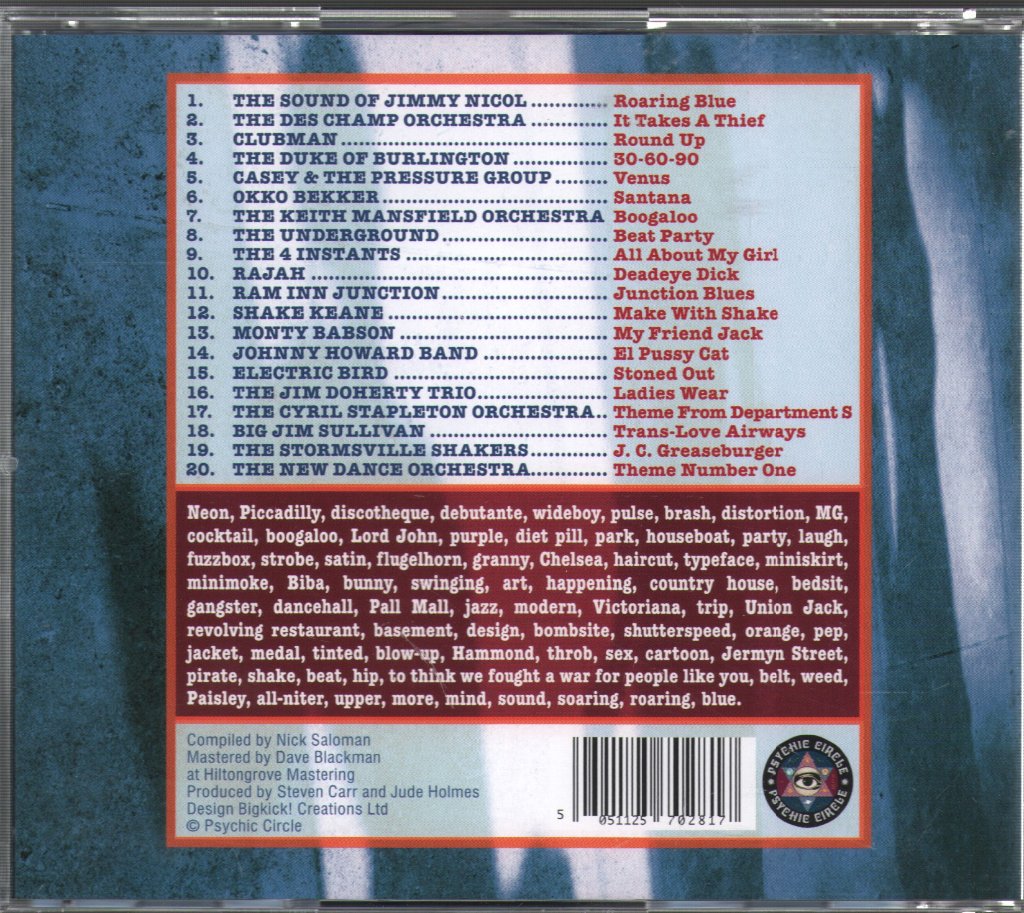 1. THE SOUND OF JIMMY NICOL ............. Roaring Blue
2. THE DES CHAMP ORCHESTRA ............ It Takes A Thief
3. CLUBMAN ...................................... Round Up
4. THE DUKE OF BURLINGTON .............. 30-60-90
5. CASEY & THE PRESSURE GROUP ......... Venus
6. OKKO BEKKER ................................ Santana
7. THE KEITH MANSFIELD ORCHESTRA Boogaloo
8. THE UNDERGROUND ........................ Beat Party
9. THE 4 INSTANTS ............................. All About My Girl
10. RAJAH .......................................... Deadeye Dick
11. RAM INN JUNCTION ........................ Junction Blues
12. SHAKE KEANE ................................ Make With Shake
13. MONTY BABSON .............................. My Friend Jack
14. JOHNNY HOWARD BAND .................. El Pussy Cat
15. ELECTRIC BIRD ............................... Stoned Out
16. THE JIM DOHERTY TRIO................... Ladies Wear
17. THE CYRIL STAPLETON ORCHESTRA.. Theme From Department S
18. BIG JIM SULLIVAN .......................... Trans-Love Airways
19. THE STORMSVILLE SHAKERS............ J. C. Greaseburger
20. THE NEW DANCE ORCHESTRA............ Theme Number One
Neon, Piccadilly, discotheque, debutante, wideboy, pulse, brash, distortion, MG,
cocktail, boogaloo, Lord John, purple, diet pill, park, houseboat, party, laugh,
fuzzbox, strobe, satin, flugelhorn, granny, Chelsea, haircut, typeface, miniskirt,
minimoke, Biba, bunny, swinging, art, happening, country house, bedsit,
gangster, dancehall, Pall Mall, jazz, modern, Victoriana, trip, Union Jack,
revolving restaurant, basement, design, bombsite, shutterspeed, orange, pep,
jacket, medal, tinted, blow-up, Hammond, throb, sex, cartoon, Jermyn Street,
pirate, shake, beat, hip, to think we fought a war for people like you, belt, weed,
Paisley, all-niter, upper, more, mind, sound, soaring, roaring, blue.
Compiled by Nick Saloman
Mastered by Dave Blackman
at Hiltongrove Mastering
Produced by Steven Carr and Jude Holmes
Design Bigkick! Creations Ltd
© Psychic Circle
5 051125 702817
PSYCHIC CIRCLE
PSYCHIC CIRCLE